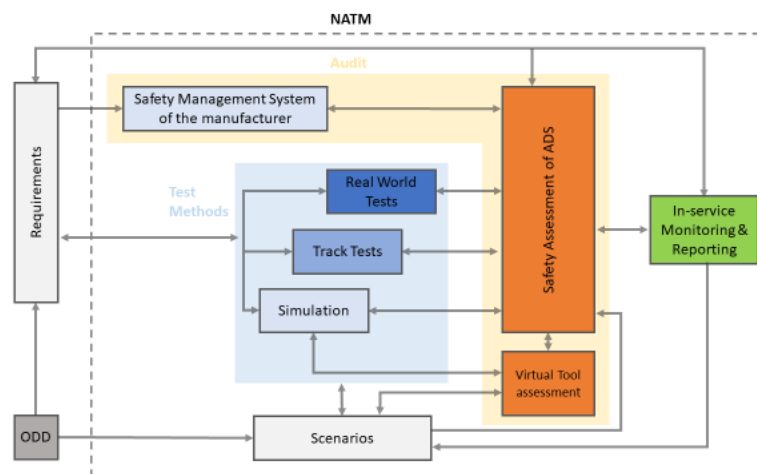 NATM
Audit
Safety Management System
of the manufacturer
Requirements
Safety Assessment of ADS
Test
Methods
Real World
Tests
Track Tests
Simulation
In-service
Monitoring &
Reporting
Virtual Tool
assessment
ODD
Scenarios